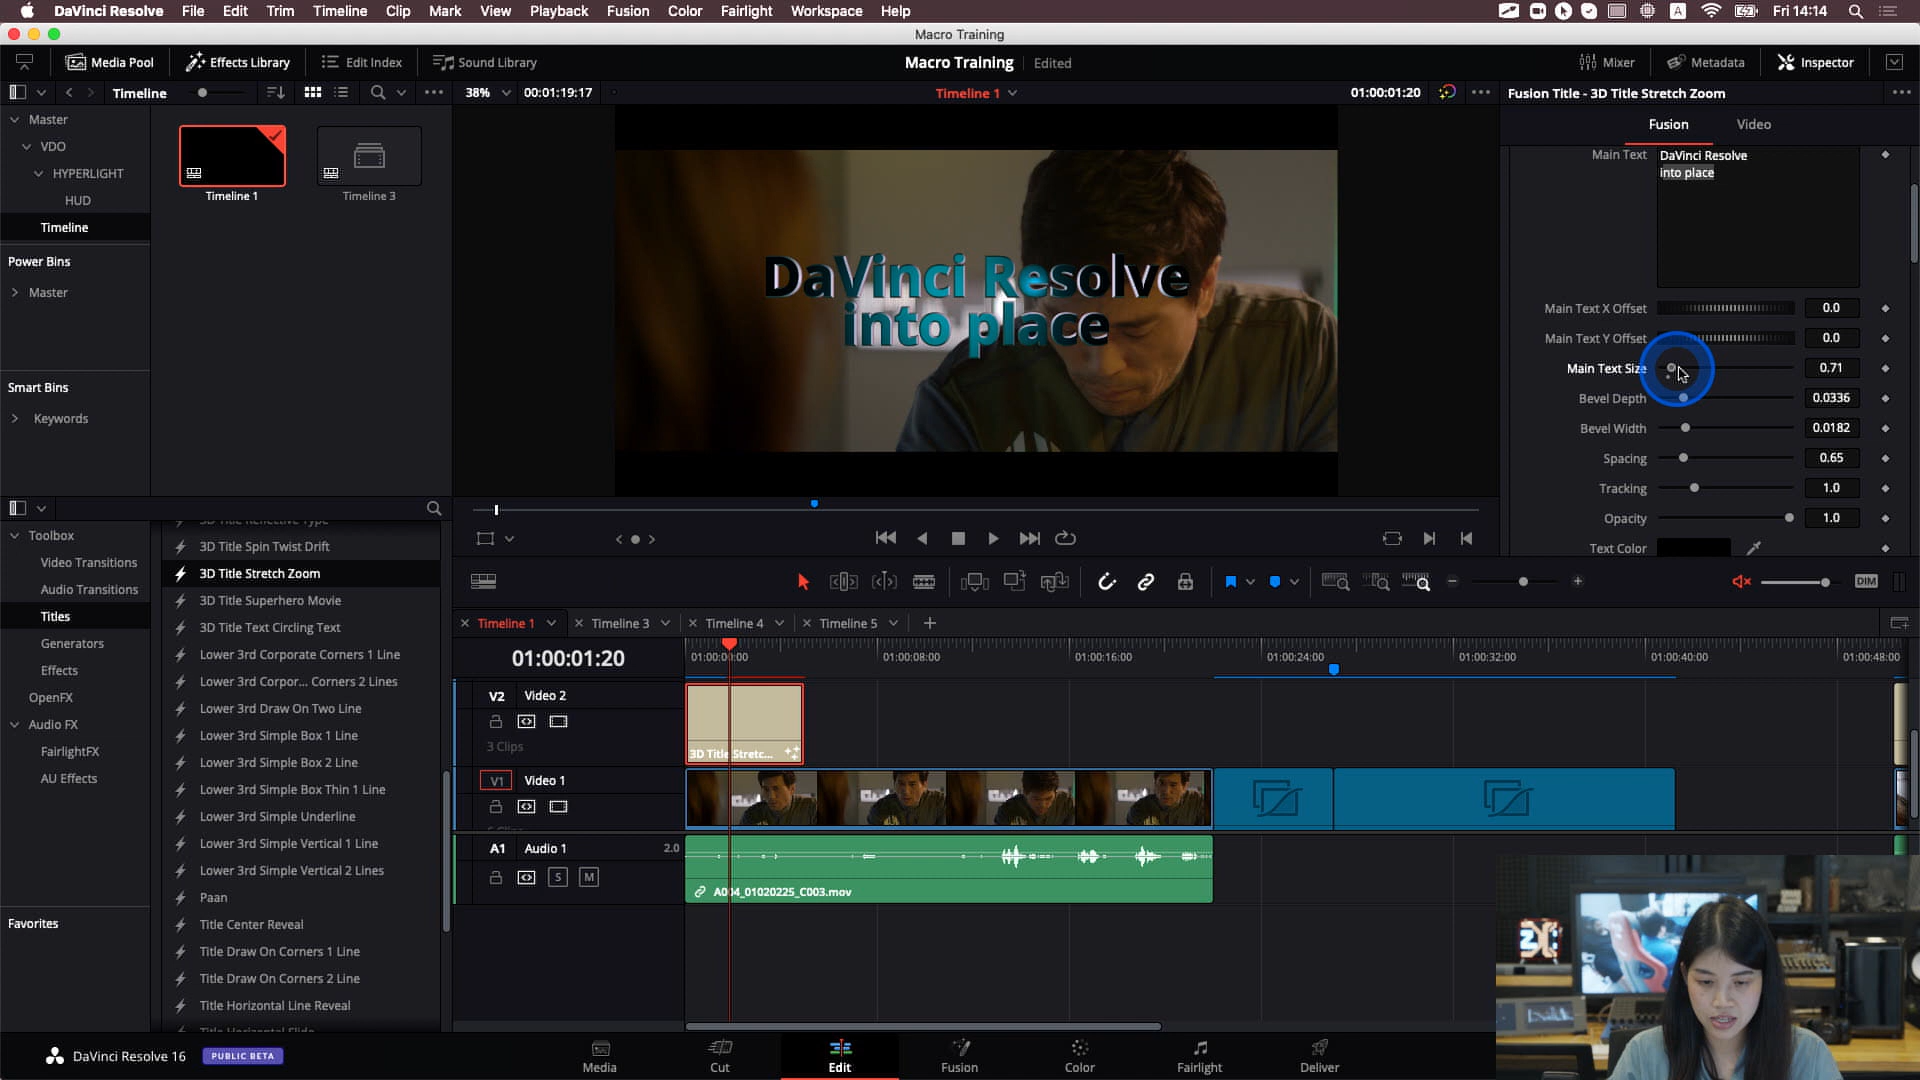 DaVinci Resolve File Edit Trim Timeline Clip Mark View Playback Fusion Color Fairlight Workspace Help
A Fri 14:14
Macro Training
Media Pool Effects Library Edit Index Sound Library
Macro Training Edited
Mixer Metadata Inspector
Timeline
38% 00:01:19:17
Timeline 1
01:00:01:20
Fusion Title - 3D Title Stretch Zoom
Master
VDO
HYPERLIGHT
HUD
Timeline
Power Bins
Master
Smart Bins
Keywords
Timeline 1
Timeline 3
DaVinci Resolve
into place
Fusion Video
Main Text
DaVinci Resolve
into place
Main Text X Offset 0.0
Main Text Y Offset 0.0
Main Text Size 0.71
Bevel Depth 0.0336
Bevel Width 0.0182
Spacing 0.65
Tracking 1.0
Opacity 1.0
Text Color
Toolbox
Video Transitions
Audio Transitions
Titles
Generators
Effects
OpenFX
Audio FX
FairlightFX
AU Effects
Favorites
3D Title Reflective Type
3D Title Spin Twist Drift
3D Title Stretch Zoom
3D Title Superhero Movie
3D Title Text Circling Text
Lower 3rd Corporate Corners 1 Line
Lower 3rd Corpor... Corners 2 Lines
Lower 3rd Draw On Two Line
Lower 3rd Simple Box 1 Line
Lower 3rd Simple Box 2 Line
Lower 3rd Simple Box Thin 1 Line
Lower 3rd Simple Underline
Lower 3rd Simple Vertical 1 Line
Lower 3rd Simple Vertical 2 Lines
Paan
Title Center Reveal
Title Draw On Corners 1 Line
Title Draw On Corners 2 Line
Title Horizontal Line Reveal
Title Horizontal Slide
DIM
Timeline 1 Timeline 3 Timeline 4 Timeline 5
01:00:01:20
01:00:00:00 01:00:08:00 01:00:16:00 01:00:24:00 01:00:32:00 01:00:40:00 01:00:48:00
V2 Video 2
3 Clips
3D Title Stretc...
V1 Video 1
A1 Audio 1 2.0
S M
A004_01020225_C003.mov
DaVinci Resolve 16 PUBLIC BETA
Media Cut Edit Fusion Color Fairlight Deliver